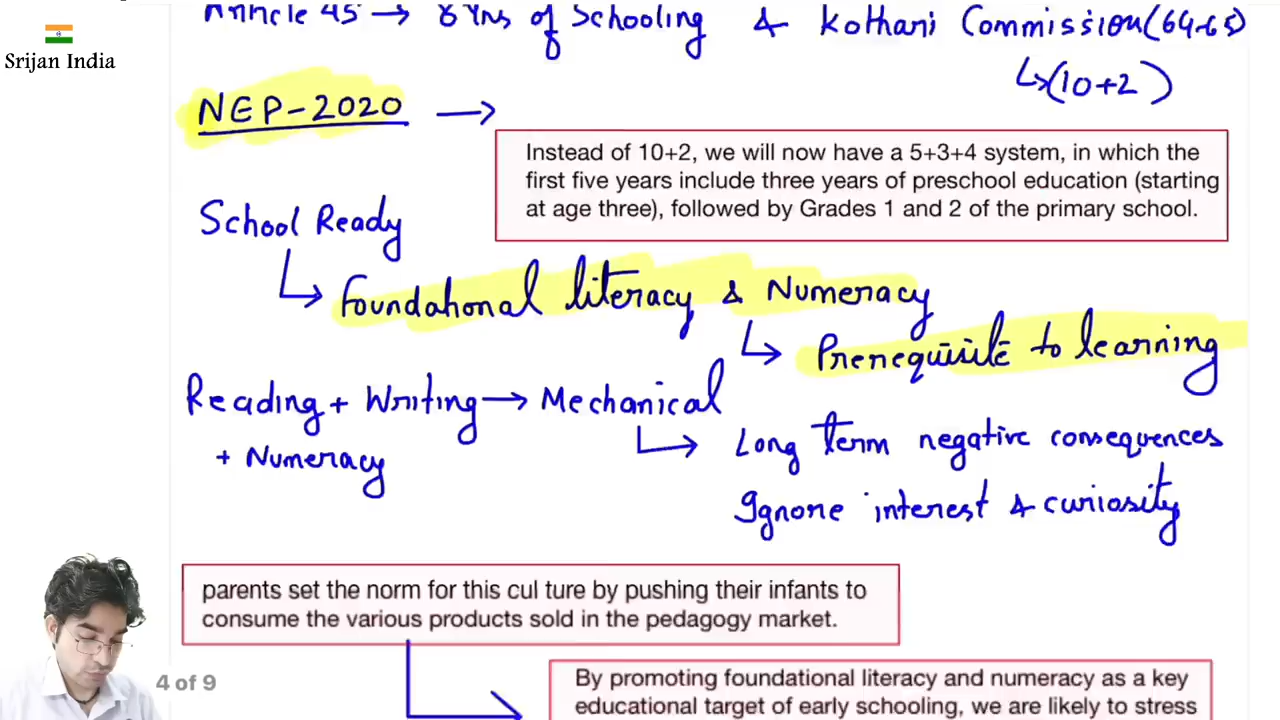 Article 45 → 8 Yrs of Schooling & Kothari Commission (64-65)
Srijan India
↳ (10+2)
NEP-2020 →
Instead of 10+2, we will now have a 5+3+4 system, in which the
first five years include three years of preschool education (starting
at age three), followed by Grades 1 and 2 of the primary school.
School Ready
↳ Foundational literacy & Numeracy
↳ Prerequisite to learning
Reading + Writing → Mechanical
+ Numeracy
↳ Long term negative consequences
Ignore interest & curiosity
parents set the norm for this cul ture by pushing their infants to
consume the various products sold in the pedagogy market.
4 of 9
By promoting foundational literacy and numeracy as a key
educational target of early schooling, we are likely to stress